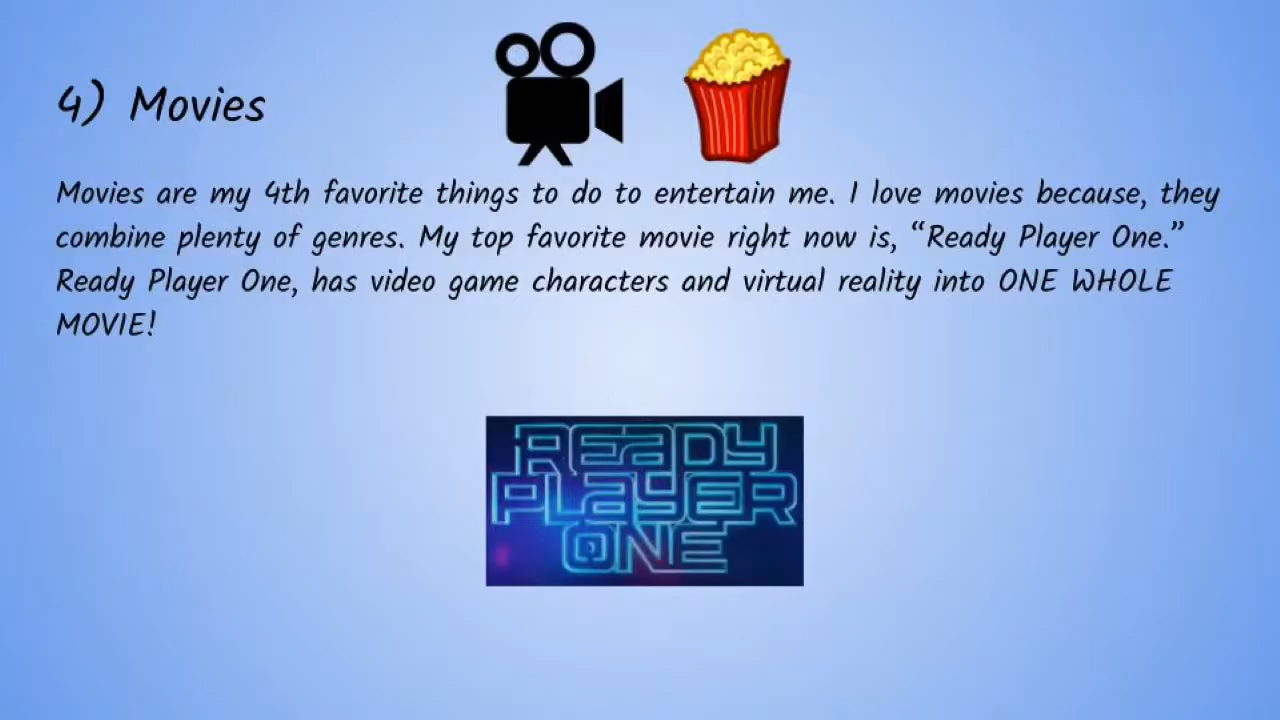 4) Movies
Movies are my 4th favorite things to do to entertain me. I love movies because, they
combine plenty of genres. My top favorite movie right now is, “Ready Player One.”
Ready Player One, has video game characters and virtual reality into ONE WHOLE
MOVIE!
READY
PLAYER
ONE